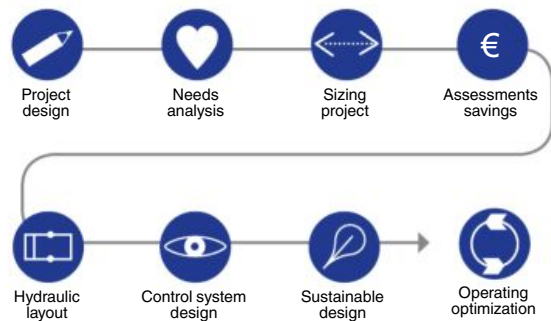 Project
design
Needs
analysis
Sizing
project
€
Assessments
savings
Hydraulic
layout
Control system
design
Sustainable
design
Operating
optimization